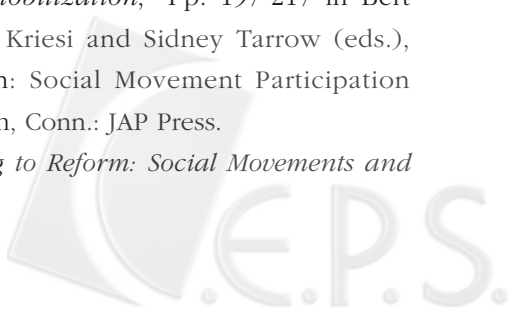 obilization," Pp. 197-217 in Bert
Kriesi and Sidney Tarrow (eds.),
n: Social Movement Participation
n, Conn.: JAP Press.
g to Reform: Social Movements and
C.E.P.S.